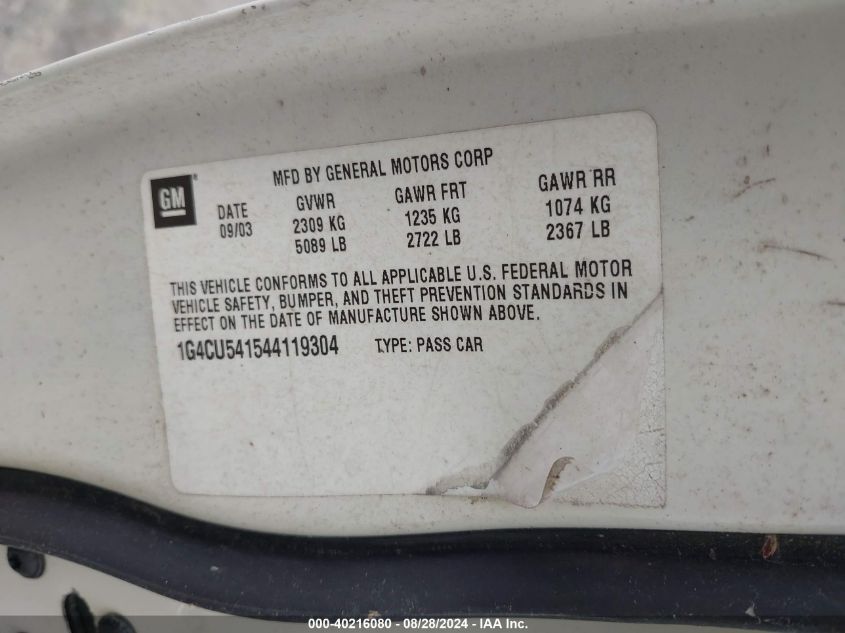 MFD BY GENERAL MOTORS CORP
GM®
DATE GVWR GAWR FRT GAWR RR
09/03 2309 KG 1235 KG 1074 KG
5089 LB 2722 LB 2367 LB
THIS VEHICLE CONFORMS TO ALL APPLICABLE U.S. FEDERAL MOTOR
VEHICLE SAFETY, BUMPER, AND THEFT PREVENTION STANDARDS IN
EFFECT ON THE DATE OF MANUFACTURE SHOWN ABOVE.
1G4CU541544119304 TYPE: PASS CAR
000-40216080 - 08/28/2024 - IAA Inc.